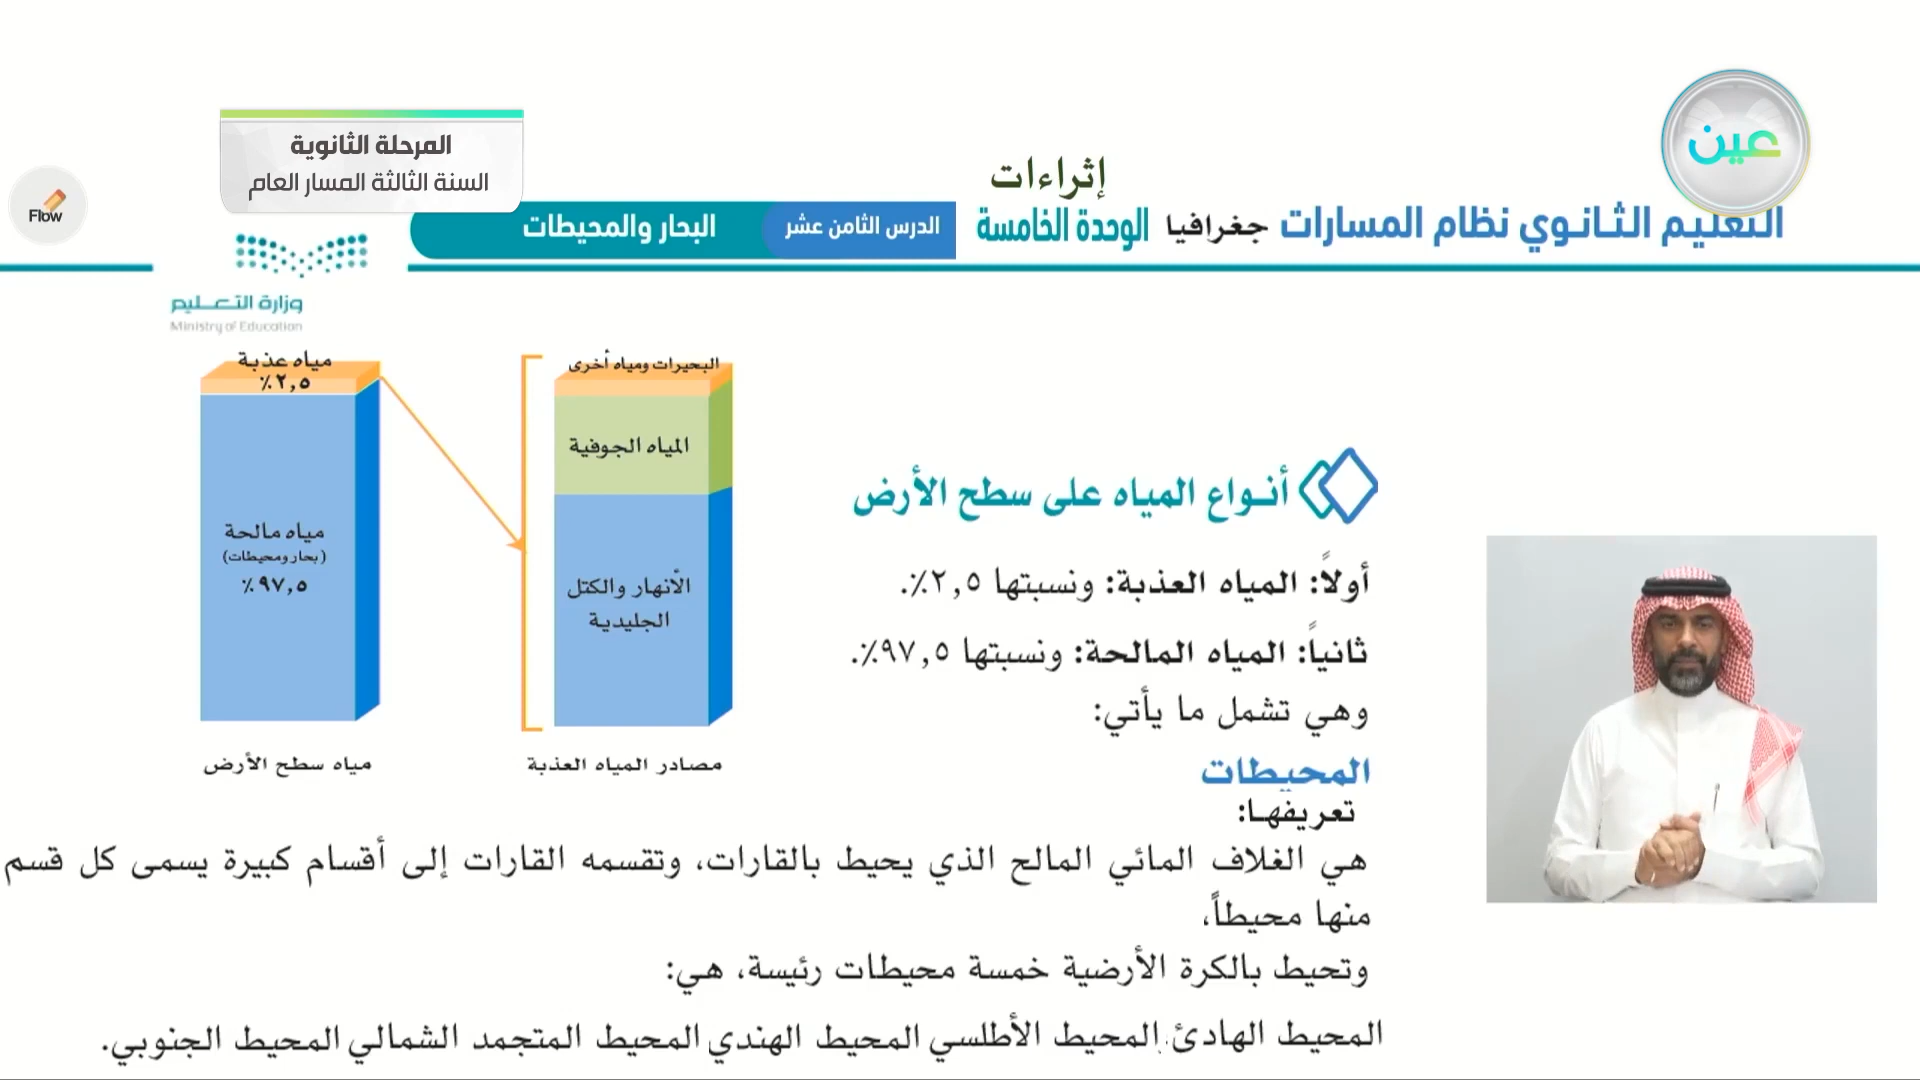 عين
المرحلة الثانوية
السنة الثالثة المسار العام
Flow
إثراءات
التعليم الثانوي نظام المسارات جغرافيا الوحدة الخامسة الدرس الثامن عشر البحار والمحيطات
وزارة التعليم
Ministry of Education
أنواع المياه على سطح الأرض
أولاً: المياه العذبة: ونسبتها ٢,٥٪.
ثانياً: المياه المالحة: ونسبتها ٩٧,٥٪.
وهي تشمل ما يأتي:
البحيرات ومياه أخرى
المياه الجوفية
الأنهار والكتل
الجليدية
مصادر المياه العذبة
مياه عذبة
٢,٥٪
مياه مالحة
(بحار ومحيطات)
٩٧,٥٪
مياه سطح الأرض
المحيطات
تعريفها:
هي الغلاف المائي المالح الذي يحيط بالقارات، وتقسمه القارات إلى أقسام كبيرة يسمى كل قسم
منها محيطاً،
وتحيط بالكرة الأرضية خمسة محيطات رئيسة، هي:
المحيط الهادئ.المحيط الأطلسي المحيط الهندي المحيط المتجمد الشمالي المحيط الجنوبي.